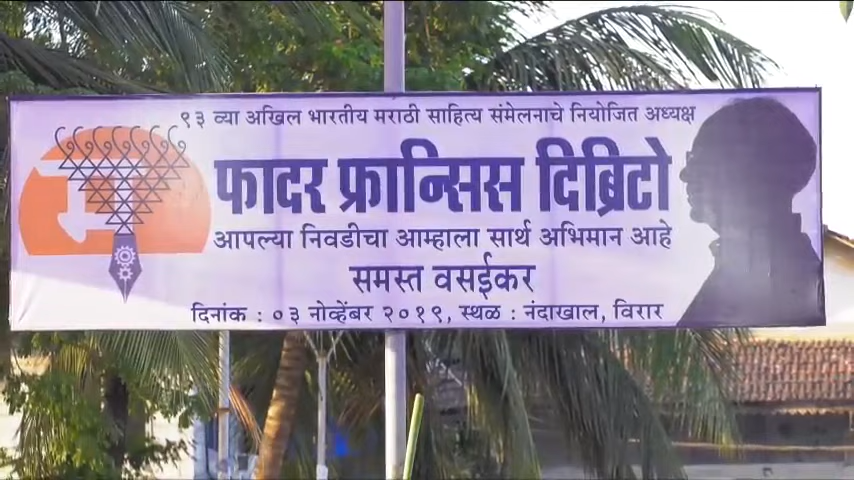 ९३ व्या अखिल भारतीय मराठी साहित्य संमेलनाचे नियोजित अध्यक्ष
फादर फ्रान्सिस दिब्रिटो
आपल्या निवडीचा आम्हाला सार्थ अभिमान आहे
समस्त वसईकर
दिनांक : ०३ नोव्हेंबर २०१९, स्थळ : नंदाखाल, विरार